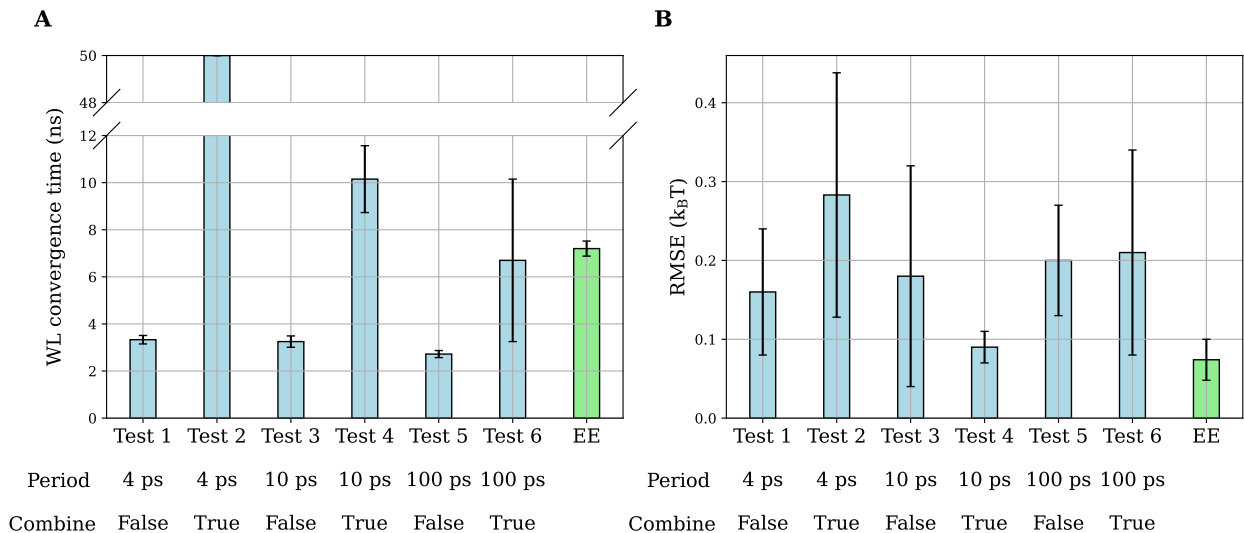 A
WL convergence time (ns)
50
48
12
10
8
6
4
2
0
Test 1 Test 2 Test 3 Test 4 Test 5 Test 6 EE
Period 4 ps 4 ps 10 ps 10 ps 100 ps 100 ps
Combine False True False True False True
B
RMSE (k_BT)
0.4
0.3
0.2
0.1
0.0
Test 1 Test 2 Test 3 Test 4 Test 5 Test 6 EE
Period 4 ps 4 ps 10 ps 10 ps 100 ps 100 ps
Combine False True False True False True